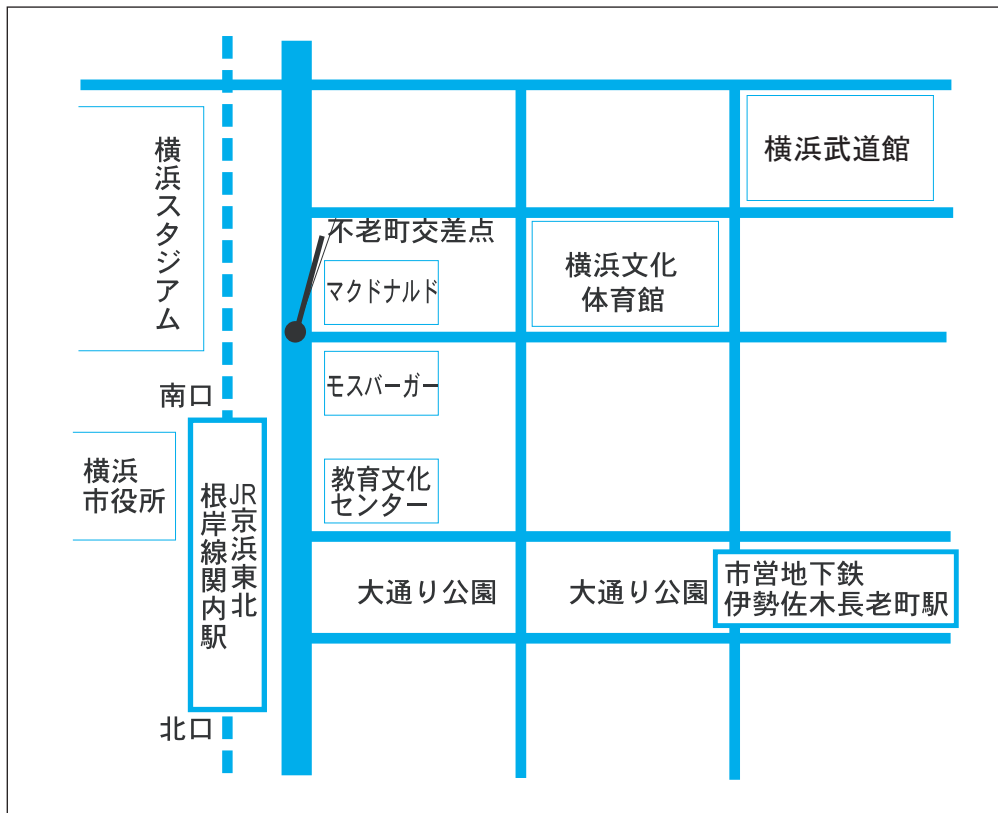 横浜スタジアム
横浜武道館
不老町交差点
マクドナルド
横浜文化
体育館
南口
モスバーガー
横浜
市役所
教育文化
センター
JR京浜東北
根岸線関内駅
大通り公園
大通り公園
市営地下鉄
伊勢佐木長老町駅
北口